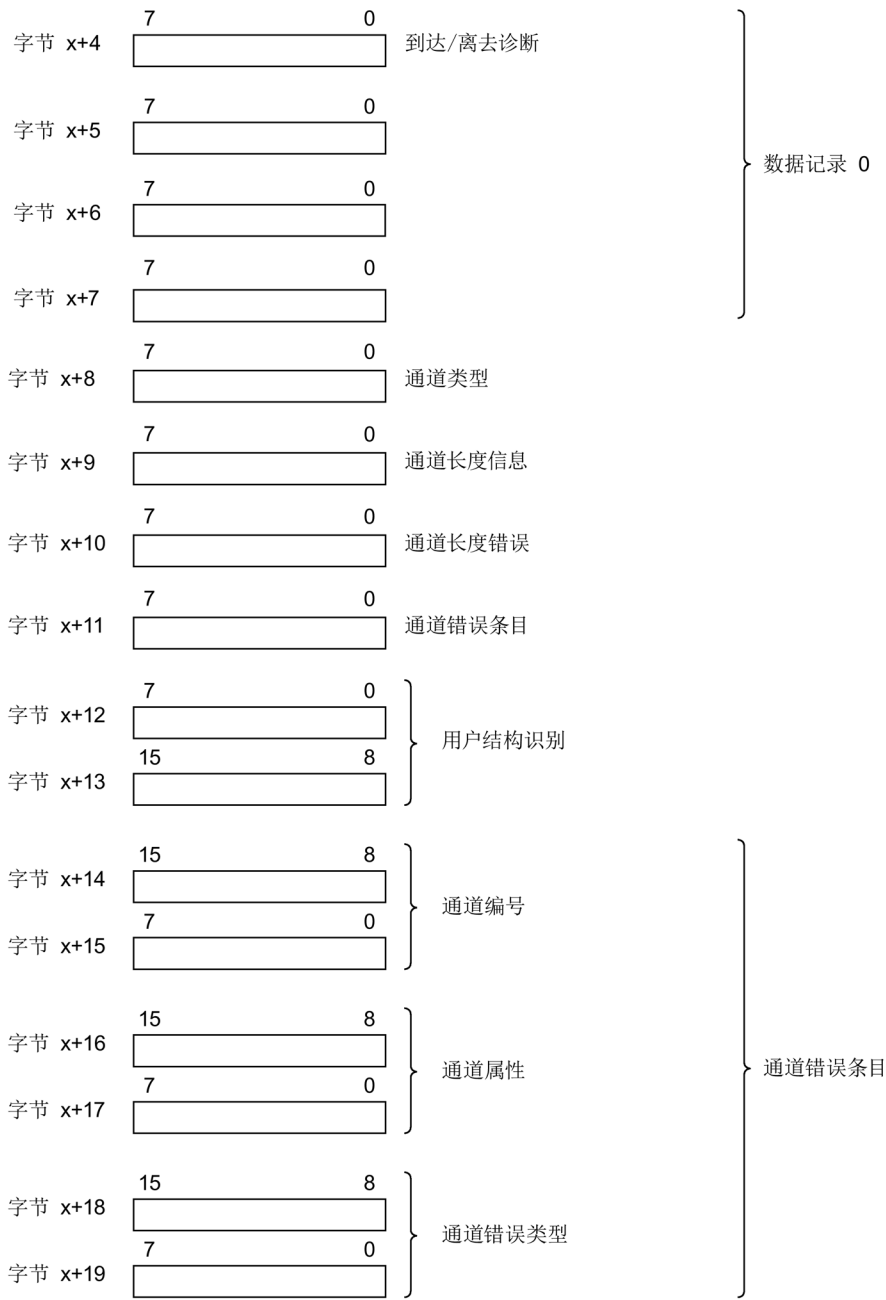 7 0
字节 x+4 到达/离去诊断
7 0
字节 x+5
数据记录 0
7 0
字节 x+6
7 0
字节 x+7
7 0
字节 x+8 通道类型
7 0
字节 x+9 通道长度信息
7 0
字节 x+10 通道长度错误
7 0
字节 x+11 通道错误条目
7 0
字节 x+12
用户结构识别
15 8
字节 x+13
15 8
字节 x+14
通道编号
7 0
字节 x+15
15 8
字节 x+16
通道属性
通道错误条目
7 0
字节 x+17
15 8
字节 x+18
通道错误类型
7 0
字节 x+19